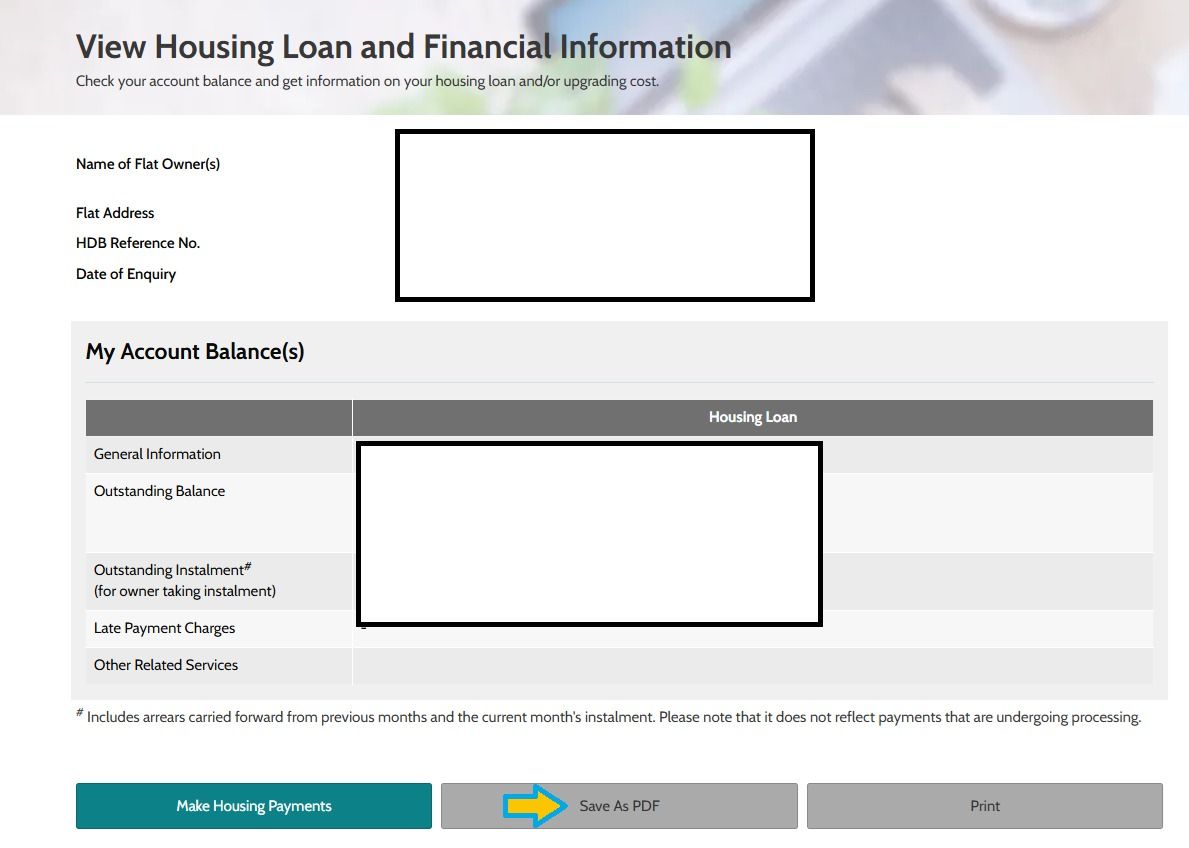 View Housing Loan and Financial Information
Check your account balance and get information on your housing loan and/or upgrading cost.
Name of Flat Owner(s)
Flat Address
HDB Reference No.
Date of Enquiry
My Account Balance(s)
Housing Loan
General Information
Outstanding Balance
Outstanding Instalment#
(for owner taking instalment)
Late Payment Charges
Other Related Services
# Includes arrears carried forward from previous months and the current month's instalment. Please note that it does not reflect payments that are undergoing processing.
Make Housing Payments
Save As PDF
Print